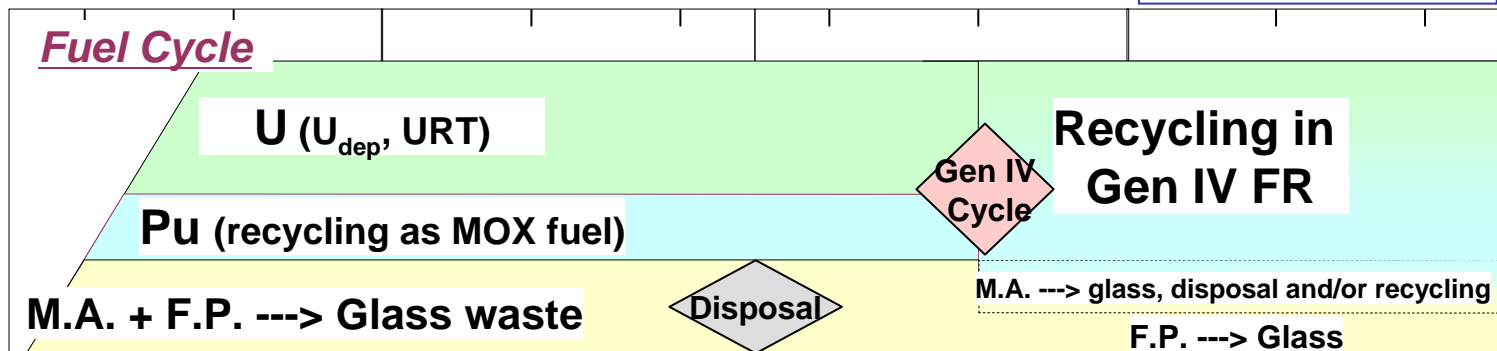 Fuel Cycle
U (Udep, URT)
Pu (recycling as MOX fuel)
M.A. + F.P. ---> Glass waste
Disposal
Gen IV
Cycle
Recycling in
Gen IV FR
M.A. ---> glass, disposal and/or recycling
F.P. ---> Glass